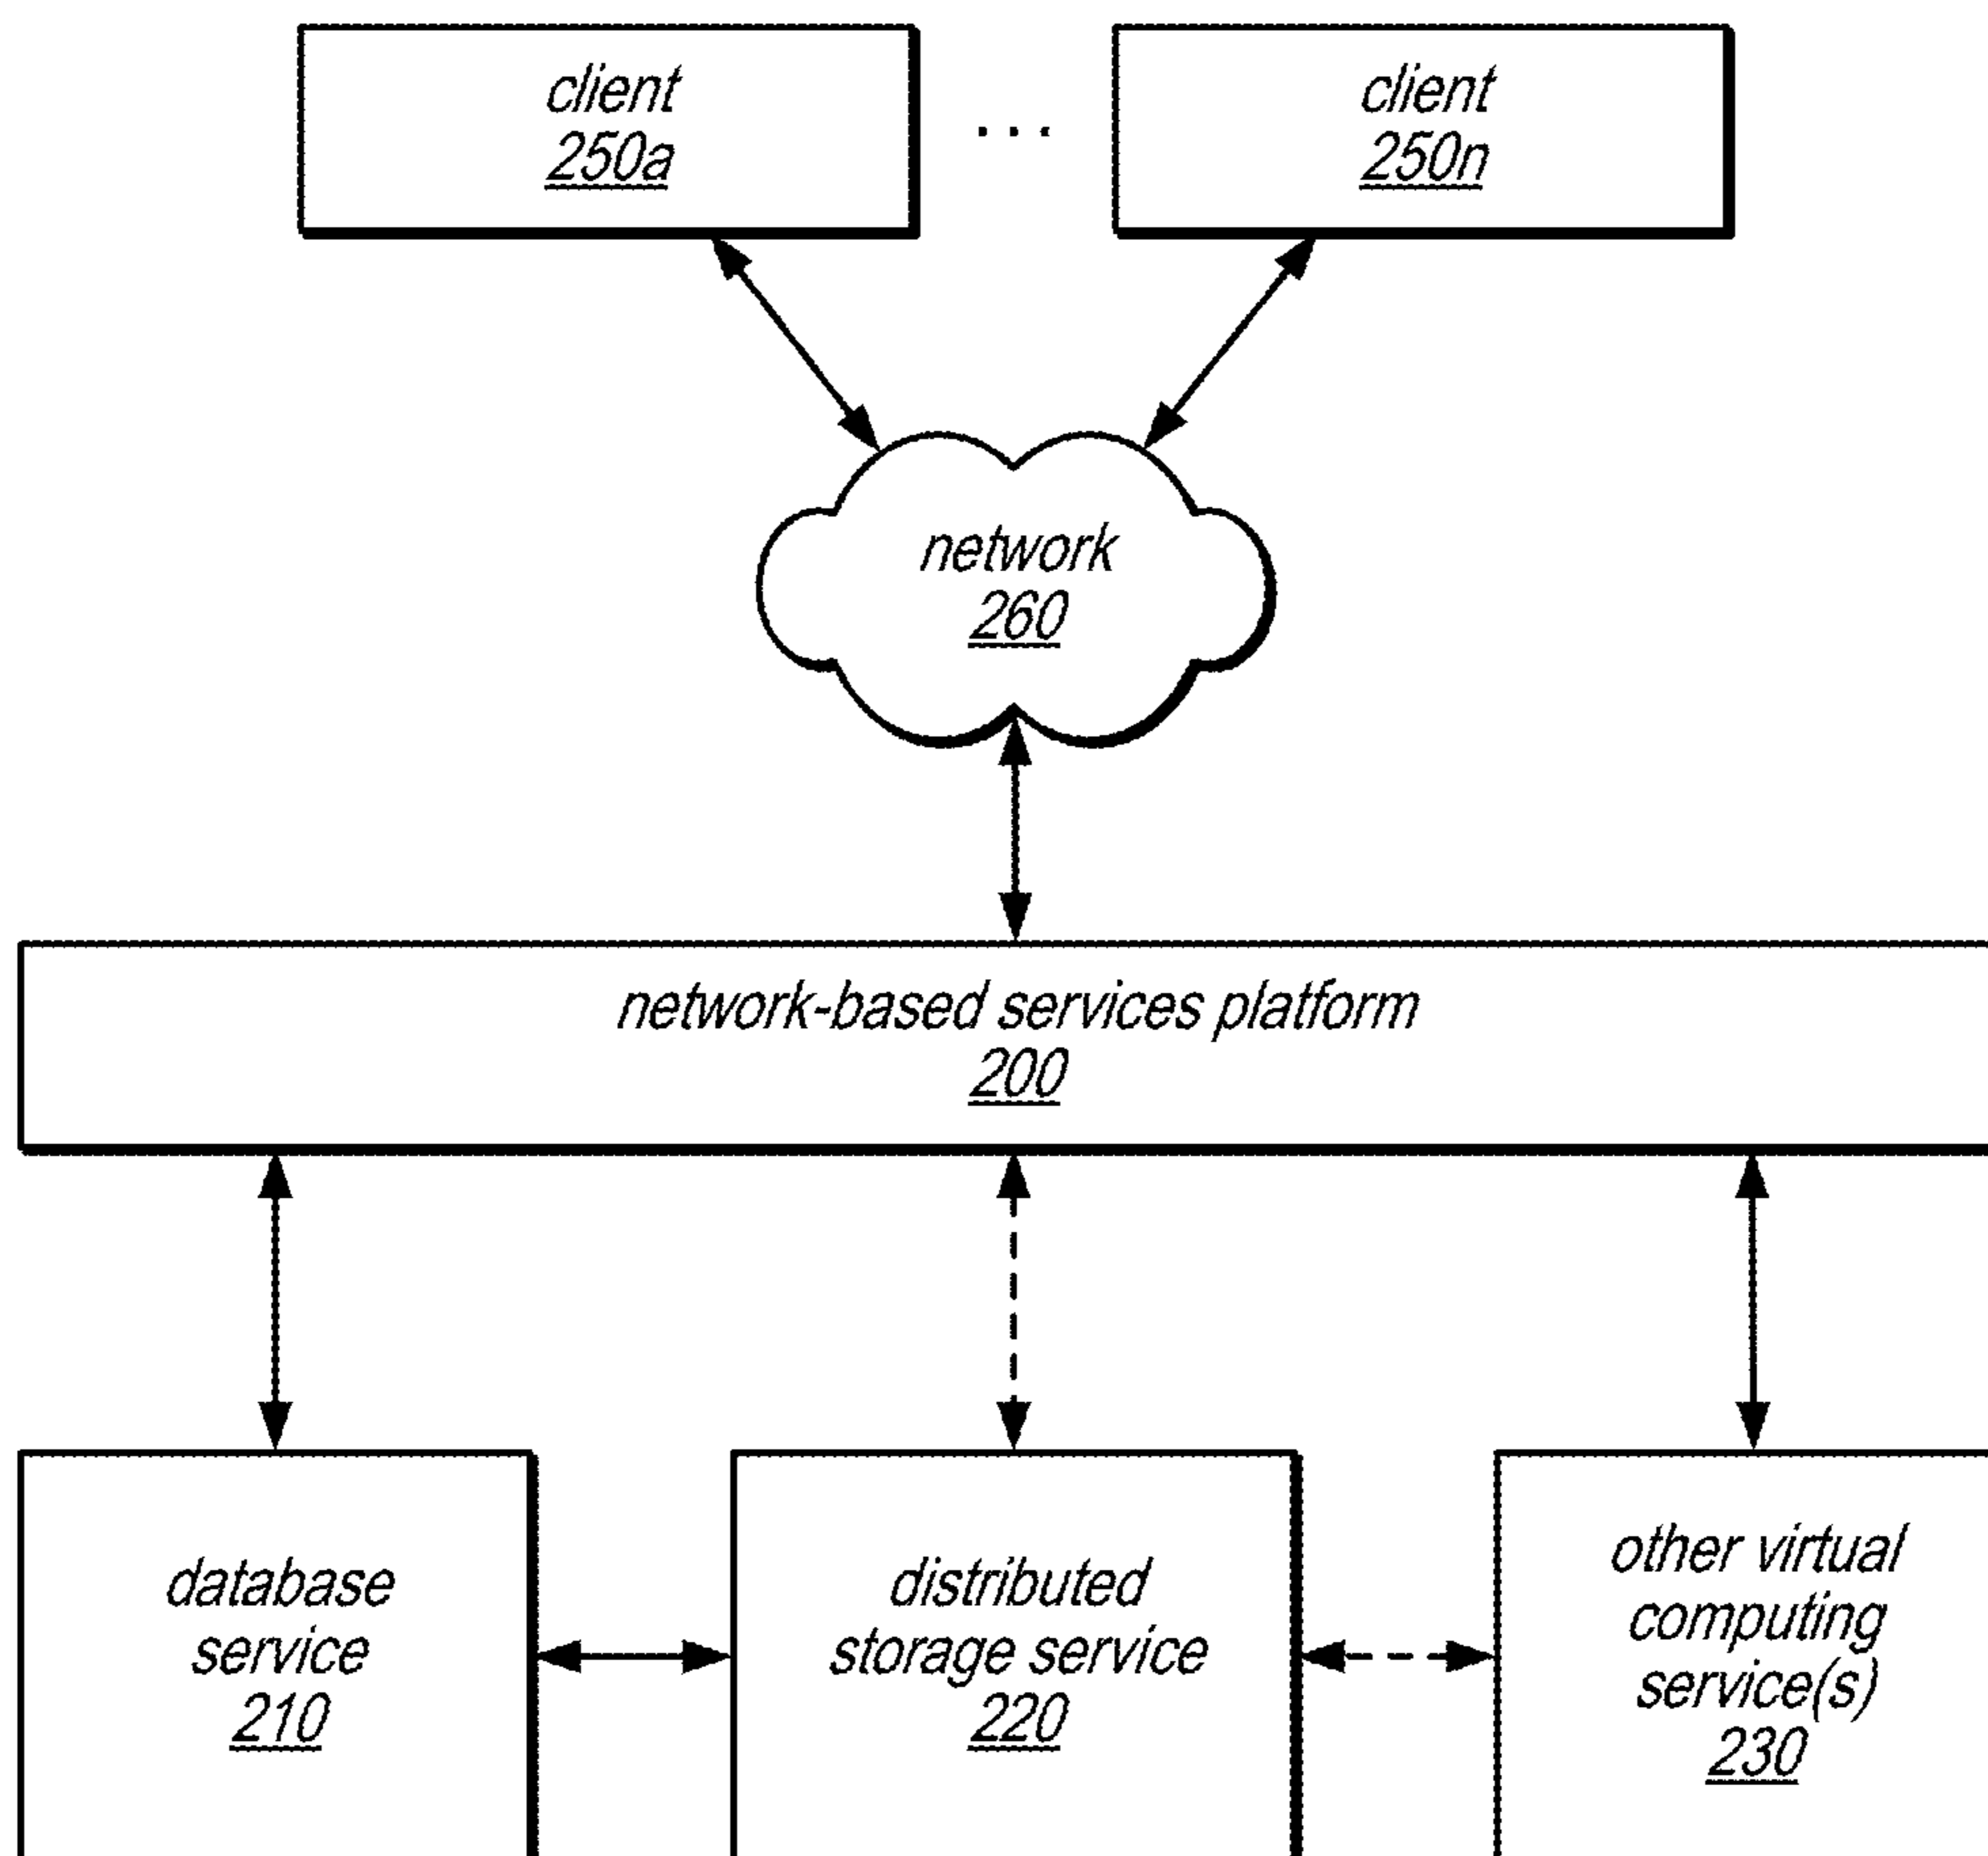 client
250a
...
client
250n
network
260
network-based services platform
200
database
service
210
distributed
storage service
220
other virtual
computing
service(s)
230